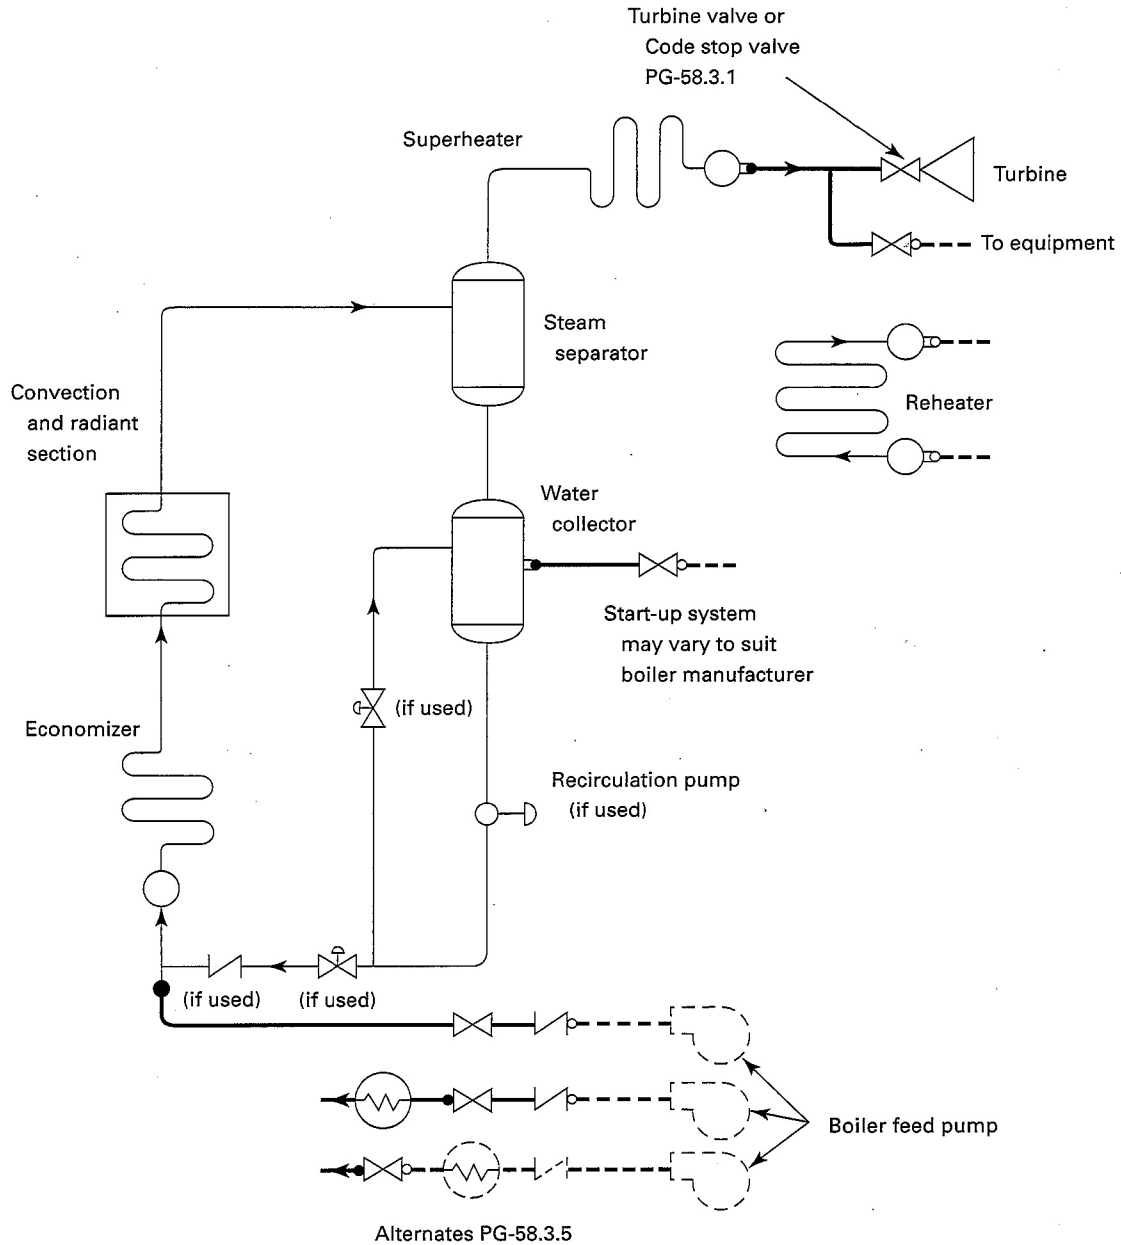 Turbine valve or
Code stop valve
PG-58.3.1
Superheater
Turbine
To equipment
Steam
separator
Convection
and radiant
section
Reheater
Water
collector
Start-up system
may vary to suit
boiler manufacturer
(if used)
Economizer
Recirculation pump
(if used)
(if used)
(if used)
Boiler feed pump
Alternates PG-58.3.5